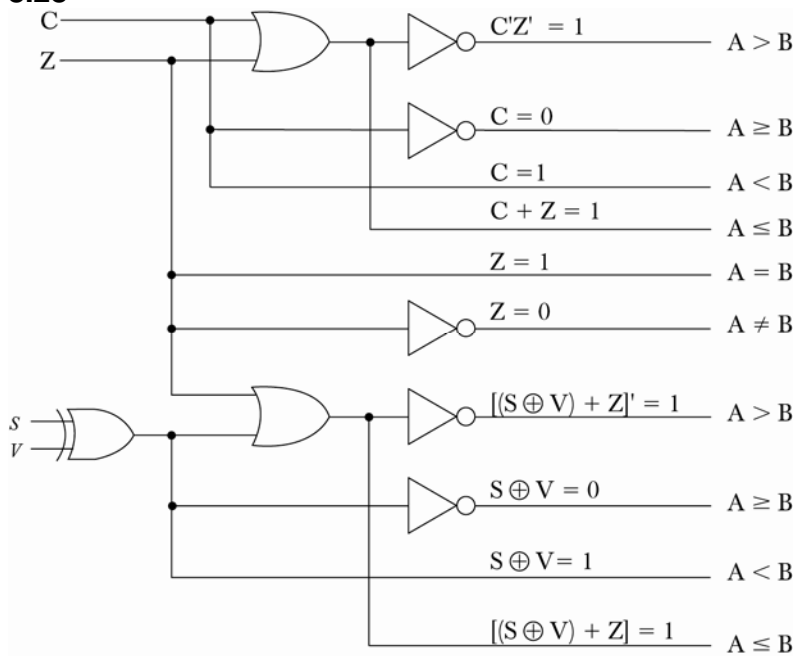 C
C'Z' = 1 A > B
Z
C = 0 A ≥ B
C =1 A < B
C + Z = 1 A ≤ B
Z = 1 A = B
Z = 0 A ≠ B
S
V
[(S ⊕ V) + Z]' = 1 A > B
S ⊕ V = 0 A ≥ B
S ⊕ V= 1 A < B
[(S ⊕ V) + Z] = 1 A ≤ B